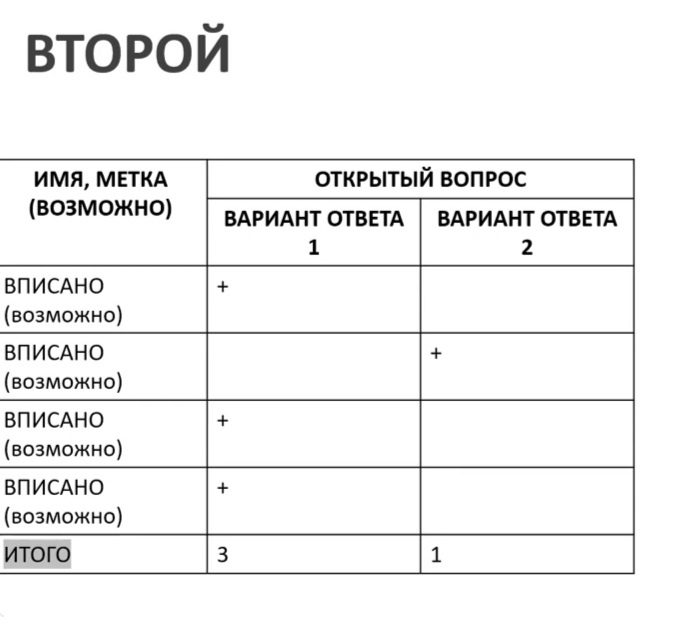 ВТОРОЙ
ИМЯ, МЕТКА
(ВОЗМОЖНО)
ОТКРЫТЫЙ ВОПРОС
ВАРИАНТ ОТВЕТА
1
ВАРИАНТ ОТВЕТА
2
ВПИСАНО
(возможно)
+
ВПИСАНО
(возможно)
+
ВПИСАНО
(возможно)
+
ВПИСАНО
(возможно)
+
ИТОГО
3
1